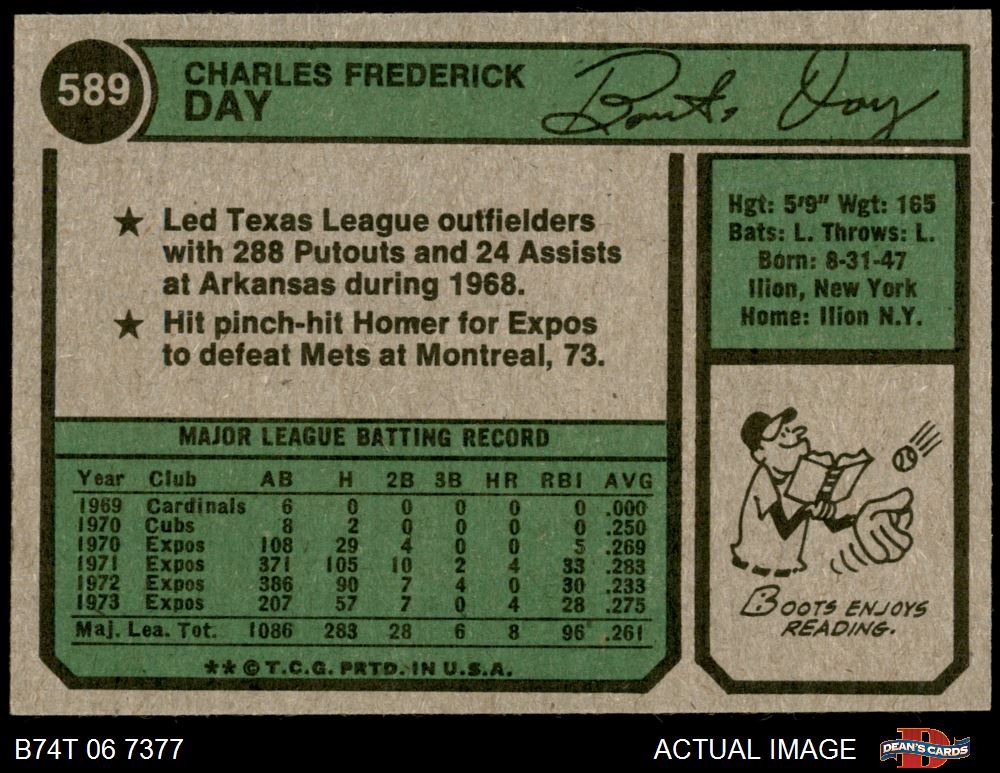 589
CHARLES FREDERICK
DAY
Boots Day
★ Led Texas League outfielders
with 288 Putouts and 24 Assists
at Arkansas during 1968.
★ Hit pinch-hit Homer for Expos
to defeat Mets at Montreal, 73.
Hgt: 5'9" Wgt: 165
Bats: L. Throws: L.
Born: 8-31-47
Ilion, New York
Home: Ilion N.Y.
MAJOR LEAGUE BATTING RECORD
Year Club AB H 2B 3B HR RBI AVG
1969 Cardinals 6 0 0 0 0 0 .000
1970 Cubs 8 2 0 0 0 0 .250
1970 Expos 108 29 4 0 0 5 .269
1971 Expos 371 105 10 2 4 33 .283
1972 Expos 386 90 7 4 0 30 .233
1973 Expos 207 57 7 0 4 28 .275
Maj. Lea. Tot. 1086 283 28 6 8 96 .261
** © T.C.G. PRTD. IN U.S.A.
BOOTS ENJOYS
READING.
B74T 06 7377
ACTUAL IMAGE
DEAN'S CARDS